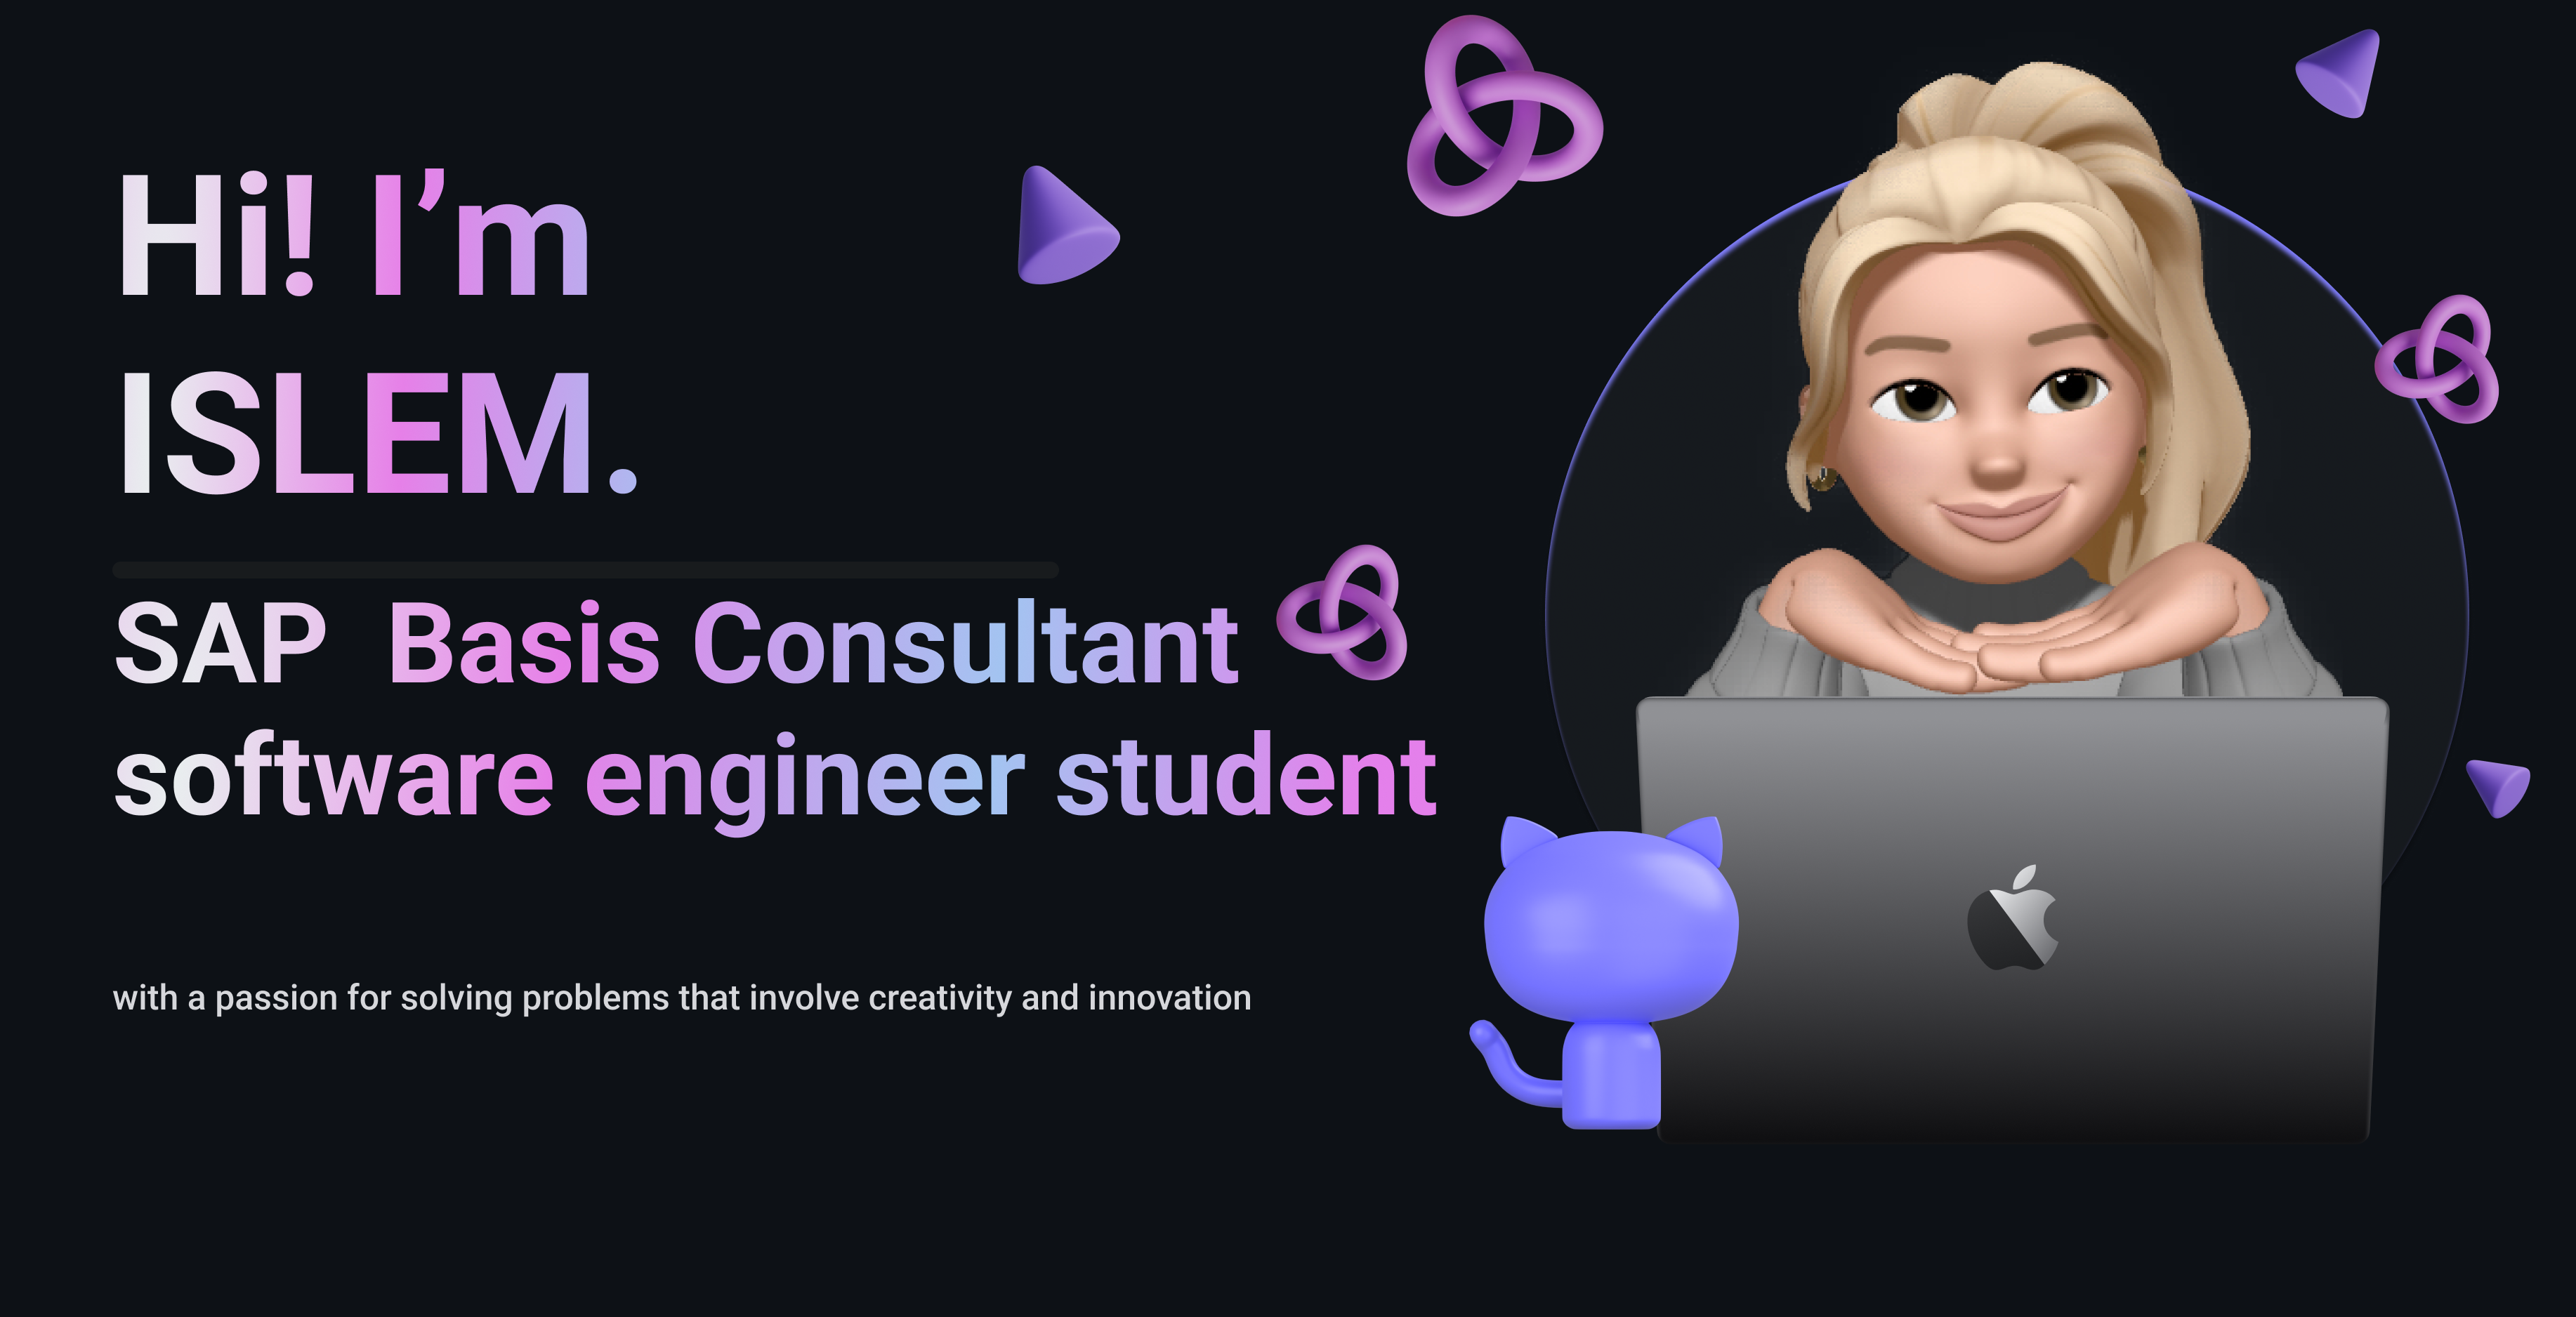 Hi! I’m
ISLEM.
SAP  Basis Consultant
software engineer student
with a passion for solving problems that involve creativity and innovation